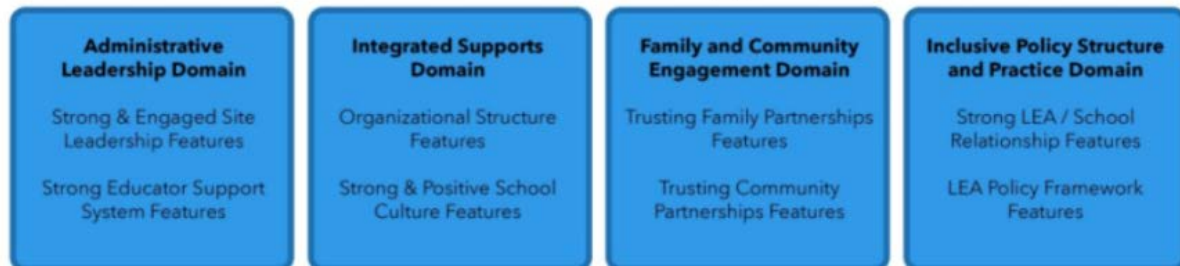 Administrative
Leadership Domain
Strong & Engaged Site
Leadership Features
Strong Educator Support
System Features
Integrated Supports
Domain
Organizational Structure
Features
Strong & Positive School
Culture Features
Family and Community
Engagement Domain
Trusting Family Partnerships
Features
Trusting Community
Partnerships Features
Inclusive Policy Structure
and Practice Domain
Strong LEA / School
Relationship Features
LEA Policy Framework
Features